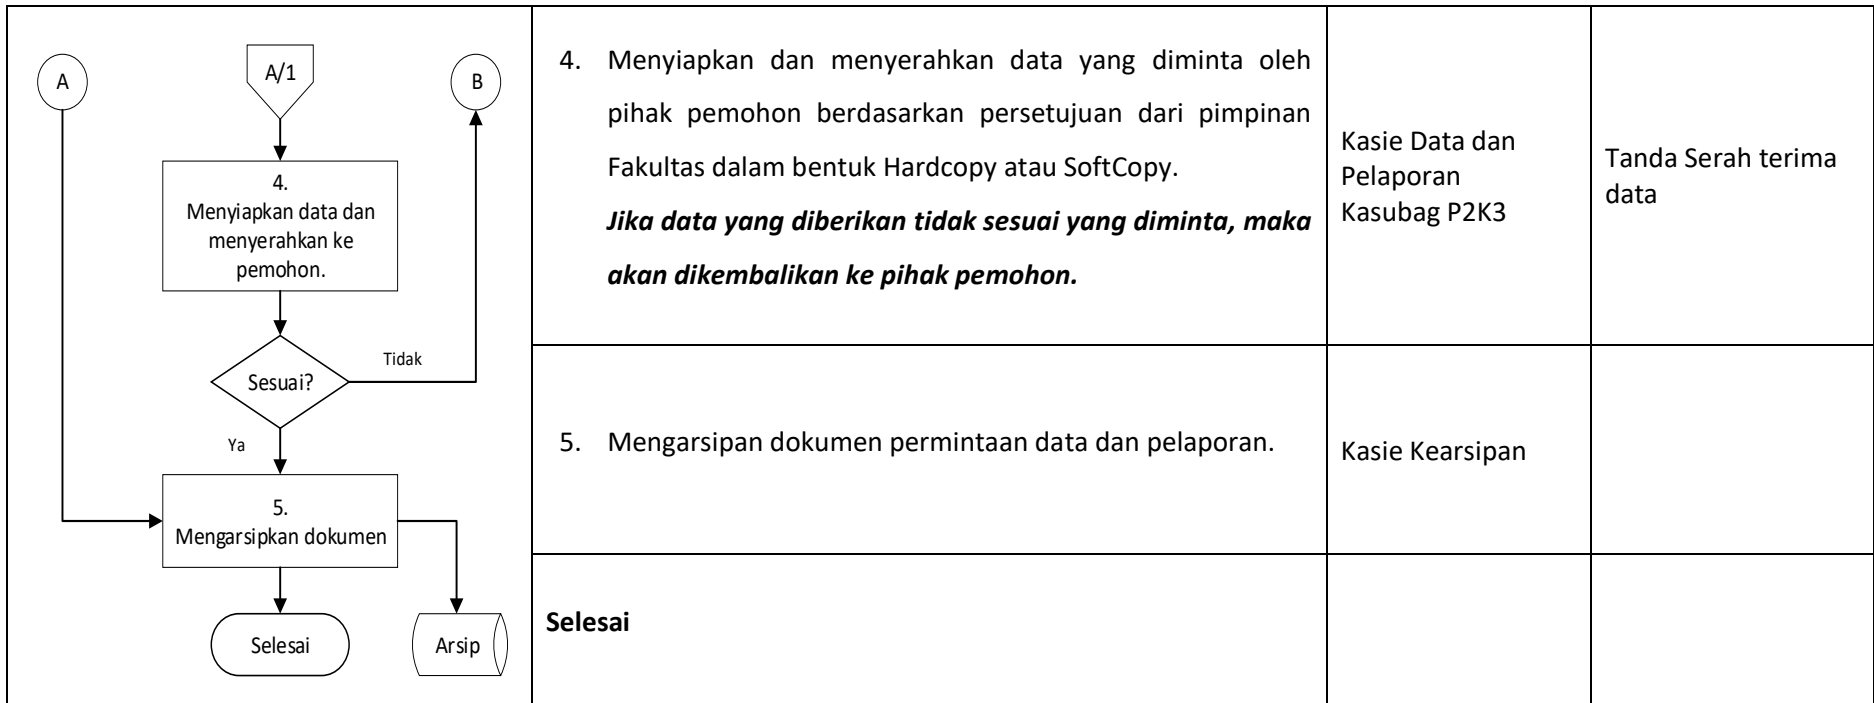 A
A/1
B
4.
Menyiapkan data dan
menyerahkan ke
pemohon.
Sesuai?
Tidak
Ya
5.
Mengarsipkan dokumen
Selesai
Arsip
4. Menyiapkan dan menyerahkan data yang diminta oleh
pihak pemohon berdasarkan persetujuan dari pimpinan
Fakultas dalam bentuk Hardcopy atau SoftCopy.
Jika data yang diberikan tidak sesuai yang diminta, maka
akan dikembalikan ke pihak pemohon.
Kasie Data dan
Pelaporan
Kasubag P2K3
Tanda Serah terima
data
5. Mengarsipan dokumen permintaan data dan pelaporan.
Kasie Kearsipan
Selesai